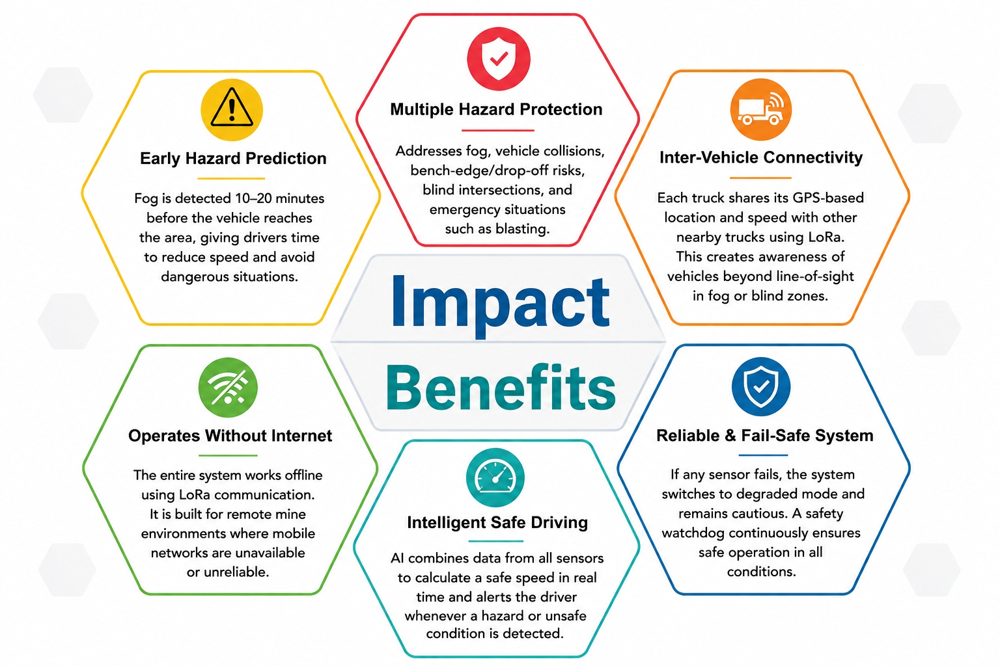 Multiple Hazard Protection
Addresses fog, vehicle collisions,
bench-edge/drop-off risks,
blind intersections, and
emergency situations
such as blasting.
Early Hazard Prediction
Fog is detected 10–20 minutes
before the vehicle reaches
the area, giving drivers time
to reduce speed and avoid
dangerous situations.
Inter-Vehicle Connectivity
Each truck shares its GPS-based
location and speed with other
nearby trucks using LoRa.
This creates awareness of
vehicles beyond line-of-sight
in fog or blind zones.
Impact
Benefits
Operates Without Internet
The entire system works offline
using LoRa communication.
It is built for remote mine
environments where mobile
networks are unavailable
or unreliable.
Reliable & Fail-Safe System
If any sensor fails, the system
switches to degraded mode and
remains cautious. A safety
watchdog continuously ensures
safe operation in all
conditions.
Intelligent Safe Driving
AI combines data from all sensors
to calculate a safe speed in real
time and alerts the driver
whenever a hazard or unsafe
condition is detected.